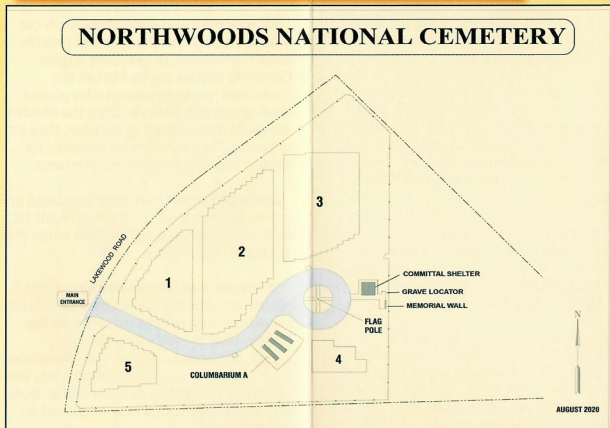 NORTHWOODS NATIONAL CEMETERY
LAKEWOOD ROAD
MAIN
ENTRANCE
1
2
3
4
5
COLUMBARIUM A
FLAG
POLE
COMMITTAL SHELTER
GRAVE LOCATOR
MEMORIAL WALL
N
AUGUST 2020